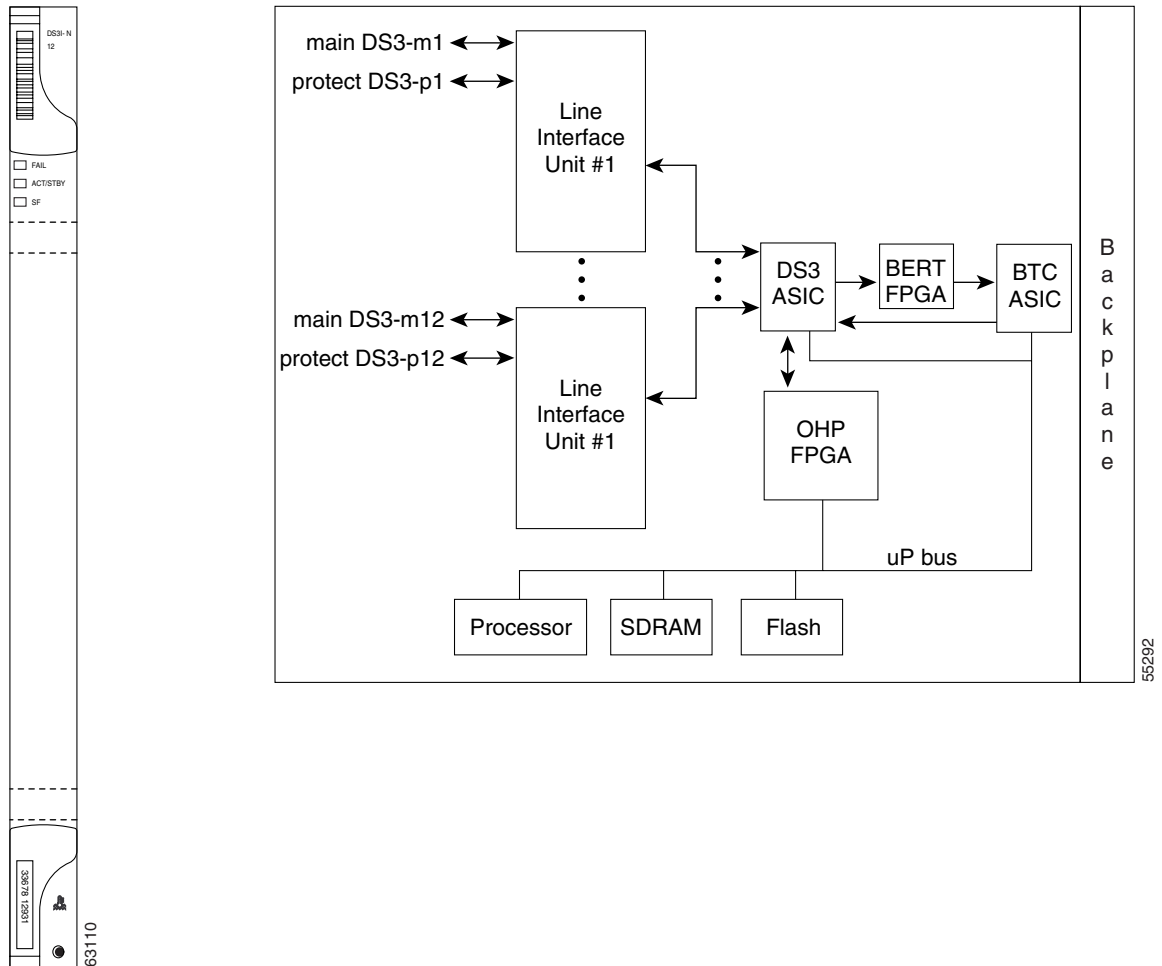 DS3I- N
12
FAIL
ACT/STBY
SF
33678 12931
63110
main DS3-m1
protect DS3-p1
Line
Interface
Unit #1
main DS3-m12
protect DS3-p12
Line
Interface
Unit #1
DS3
ASIC
BERT
FPGA
BTC
ASIC
OHP
FPGA
uP bus
Processor
SDRAM
Flash
Backplane
55292